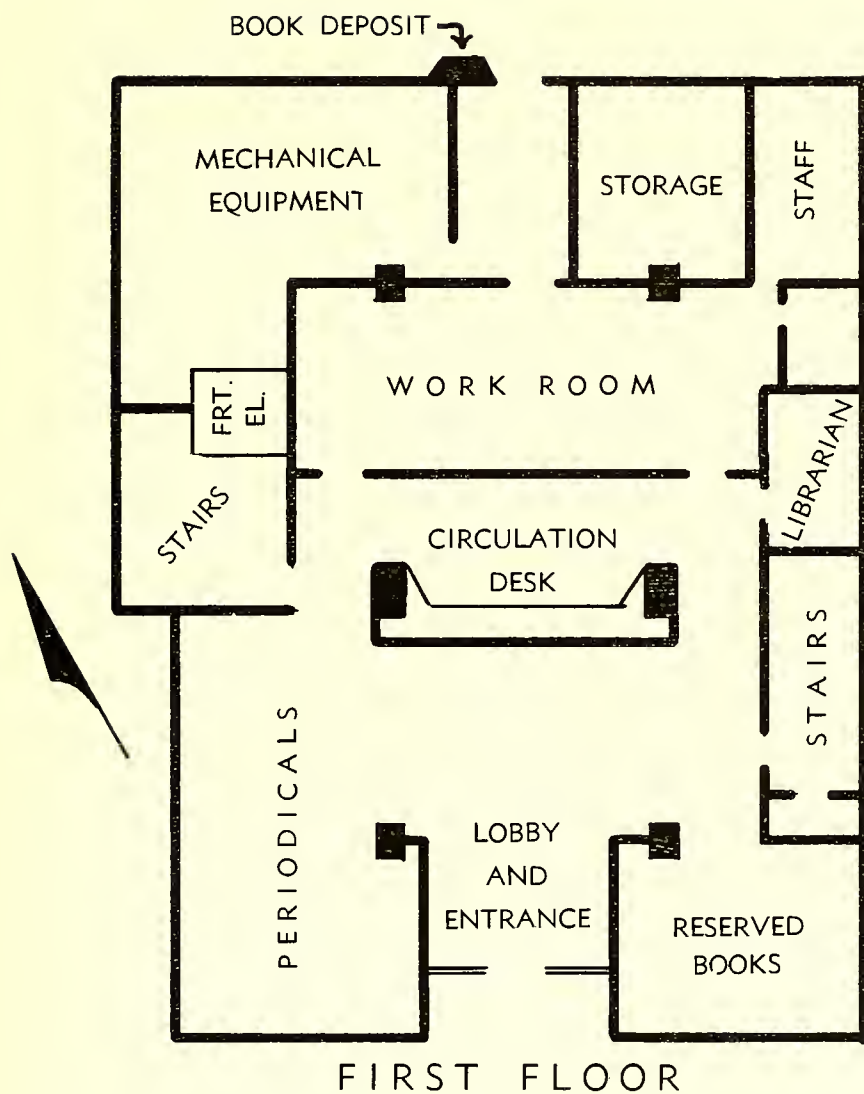 BOOK DEPOSIT
MECHANICAL
EQUIPMENT
STORAGE
STAFF
WORK ROOM
FRT.
EL.
LIBRARIAN
STAIRS
CIRCULATION
DESK
STAIRS
PERIODICALS
LOBBY
AND
ENTRANCE
RESERVED
BOOKS
FIRST FLOOR